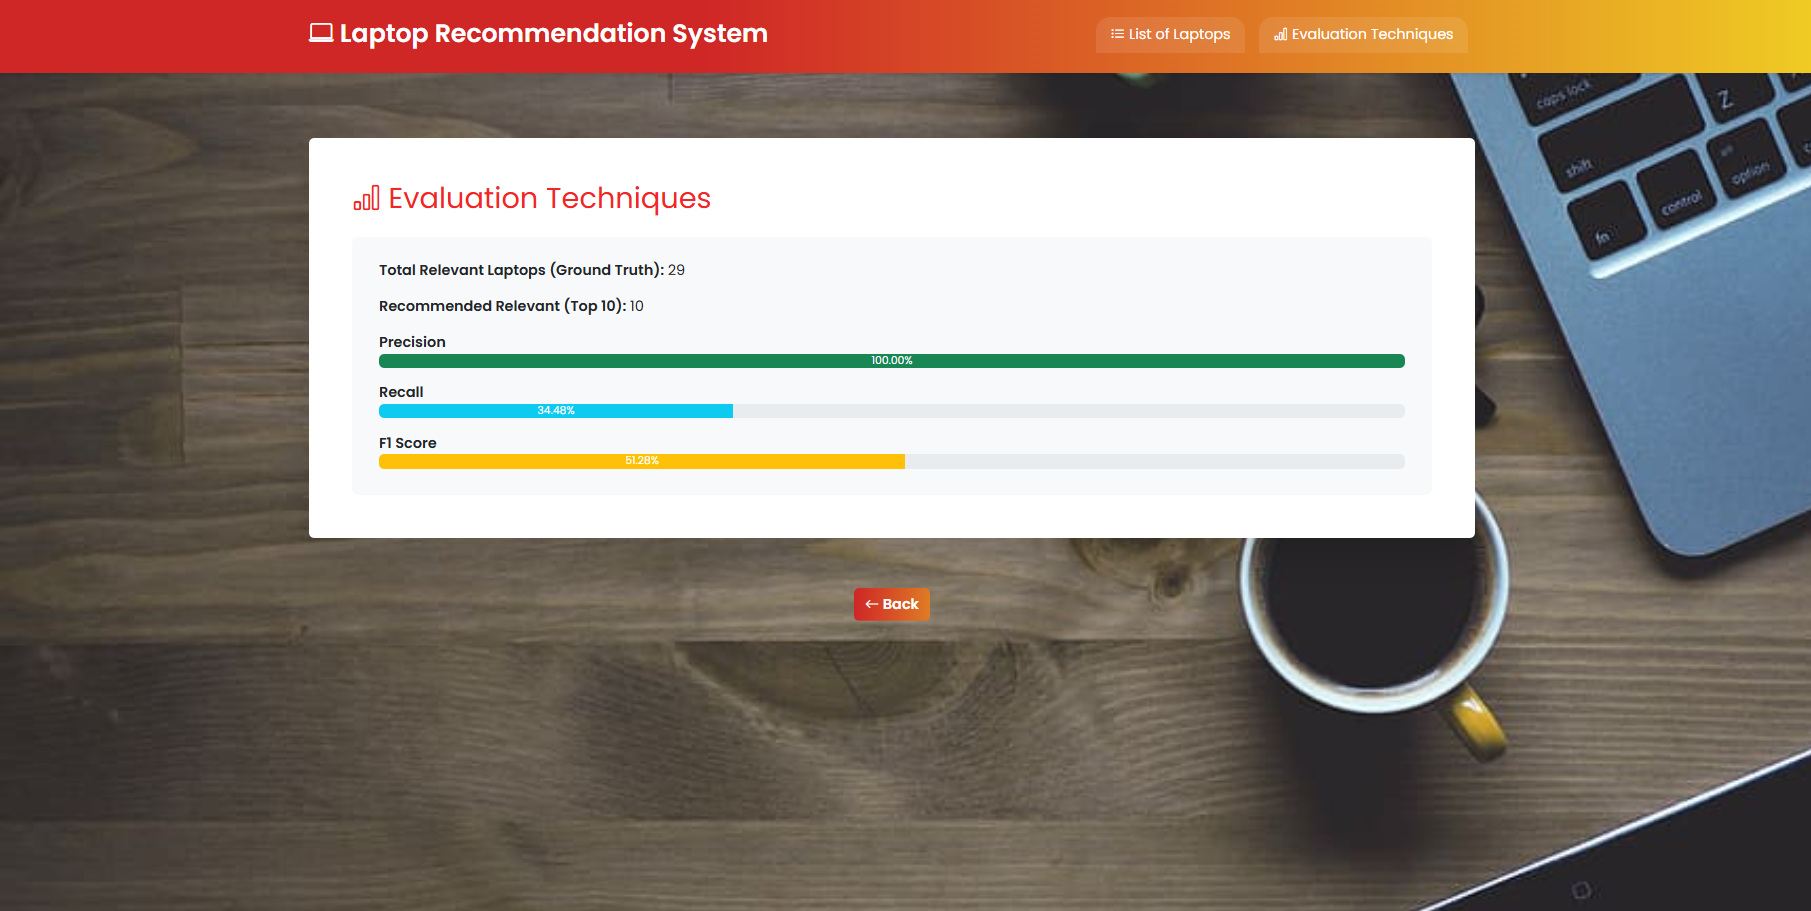 Laptop Recommendation System
List of Laptops
Evaluation Techniques
caps lock
Z
shift
alt
option
control
fn
Evaluation Techniques
Total Relevant Laptops (Ground Truth): 29
Recommended Relevant (Top 10): 10
Precision
100.00%
Recall
34.48%
F1 Score
51.28%
← Back